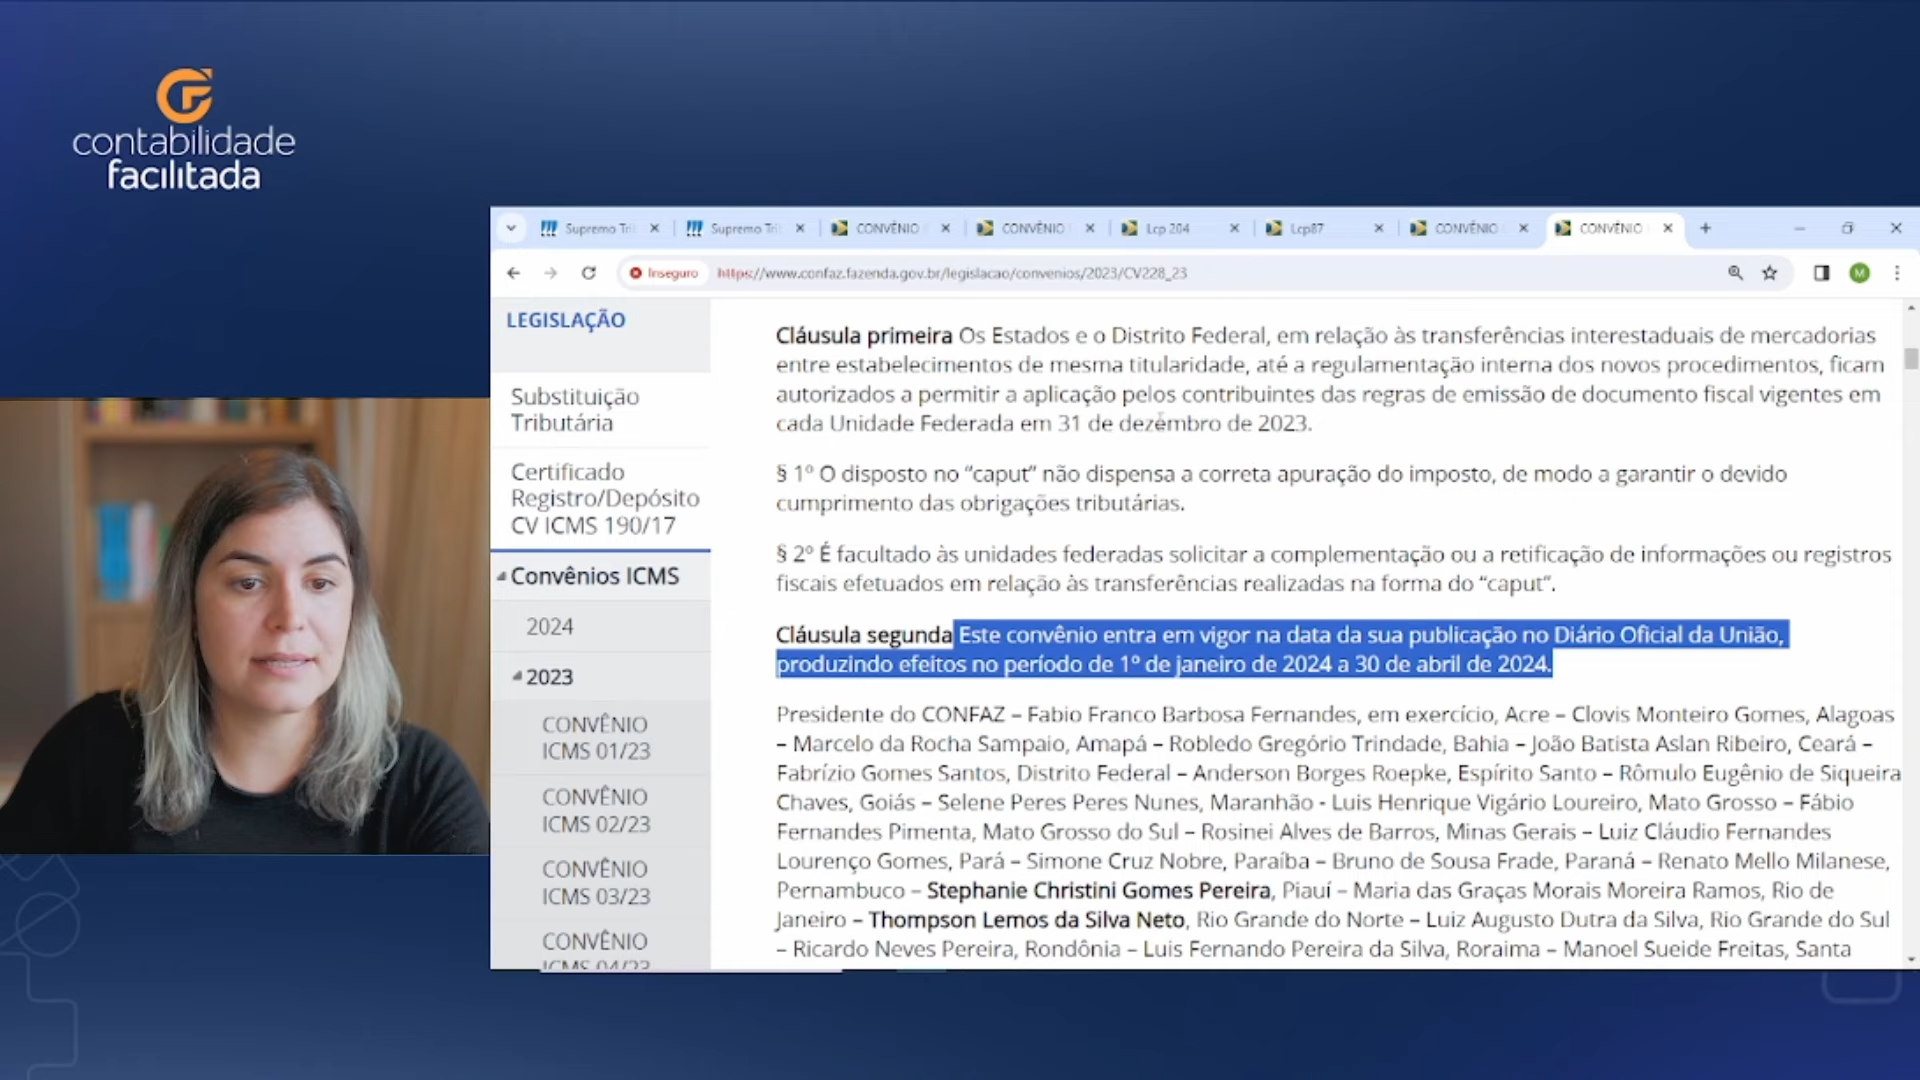 contabilidade
facilitada
Supremo Tri
Supremo Tri
CONVÊNIO
CONVÊNIO
Lcp 204
Lcp87
CONVÊNIO
CONVÊNIO
Inseguro
https://www.confaz.fazenda.gov.br/legislacao/convenios/2023/CV228_23
M
LEGISLAÇÃO
Substituição
Tributária
Certificado
Registro/Depósito
CV ICMS 190/17
Convênios ICMS
2024
2023
CONVÊNIO
ICMS 01/23
CONVÊNIO
ICMS 02/23
CONVÊNIO
ICMS 03/23
CONVÊNIO
ICMS 04/23
Cláusula primeira Os Estados e o Distrito Federal, em relação às transferências interestaduais de mercadorias
entre estabelecimentos de mesma titularidade, até a regulamentação interna dos novos procedimentos, ficam
autorizados a permitir a aplicação pelos contribuintes das regras de emissão de documento fiscal vigentes em
cada Unidade Federada em 31 de dezembro de 2023.
§ 1º O disposto no “caput” não dispensa a correta apuração do imposto, de modo a garantir o devido
cumprimento das obrigações tributárias.
§ 2º É facultado às unidades federadas solicitar a complementação ou a retificação de informações ou registros
fiscais efetuados em relação às transferências realizadas na forma do “caput”.
Cláusula segunda Este convênio entra em vigor na data da sua publicação no Diário Oficial da União,
produzindo efeitos no período de 1º de janeiro de 2024 a 30 de abril de 2024.
Presidente do CONFAZ – Fabio Franco Barbosa Fernandes, em exercício, Acre – Clovis Monteiro Gomes, Alagoas
– Marcelo da Rocha Sampaio, Amapá – Robledo Gregório Trindade, Bahia – João Batista Aslan Ribeiro, Ceará –
Fabrízio Gomes Santos, Distrito Federal – Anderson Borges Roepke, Espírito Santo – Rômulo Eugênio de Siqueira
Chaves, Goiás – Selene Peres Peres Nunes, Maranhão - Luis Henrique Vigário Loureiro, Mato Grosso – Fábio
Fernandes Pimenta, Mato Grosso do Sul – Rosinei Alves de Barros, Minas Gerais – Luiz Cláudio Fernandes
Lourenço Gomes, Pará – Simone Cruz Nobre, Paraíba – Bruno de Sousa Frade, Paraná – Renato Mello Milanese,
Pernambuco – Stephanie Christini Gomes Pereira, Piauí – Maria das Graças Morais Moreira Ramos, Rio de
Janeiro – Thompson Lemos da Silva Neto, Rio Grande do Norte – Luiz Augusto Dutra da Silva, Rio Grande do Sul
– Ricardo Neves Pereira, Rondônia – Luis Fernando Pereira da Silva, Roraima – Manoel Sueide Freitas, Santa